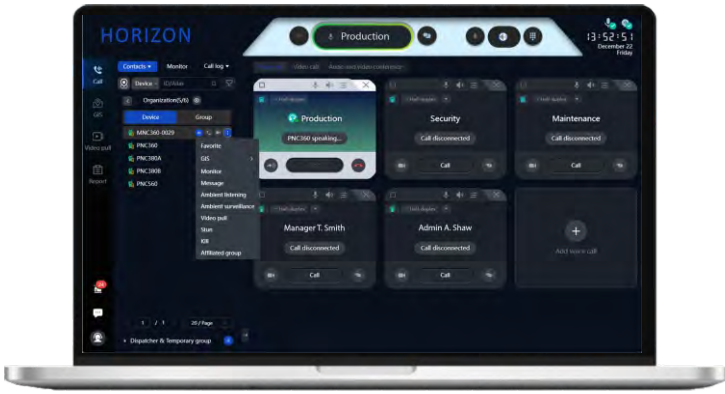 HORIZON
Production
13:52:51
December 22
Friday
Contacts Monitor Call log
Call
Device
Organization(5/6)
GIS
Device Group
Video pull
Report
MNC360-0029
PNC360
PNC380A
PNC380B
PNC560
Favorite
GIS
Monitor
Message
Ambient listening
Ambient surveillance
Video pull
Stun
Kill
Affiliated group
Production
PNC360 speaking...
Security
Call disconnected
Call
Maintenance
Call disconnected
Call
Manager T. Smith
Call disconnected
Call
Admin A. Shaw
Call disconnected
Call
Add voice call
1 / 1 20 / Page
Dispatcher & Temporary group